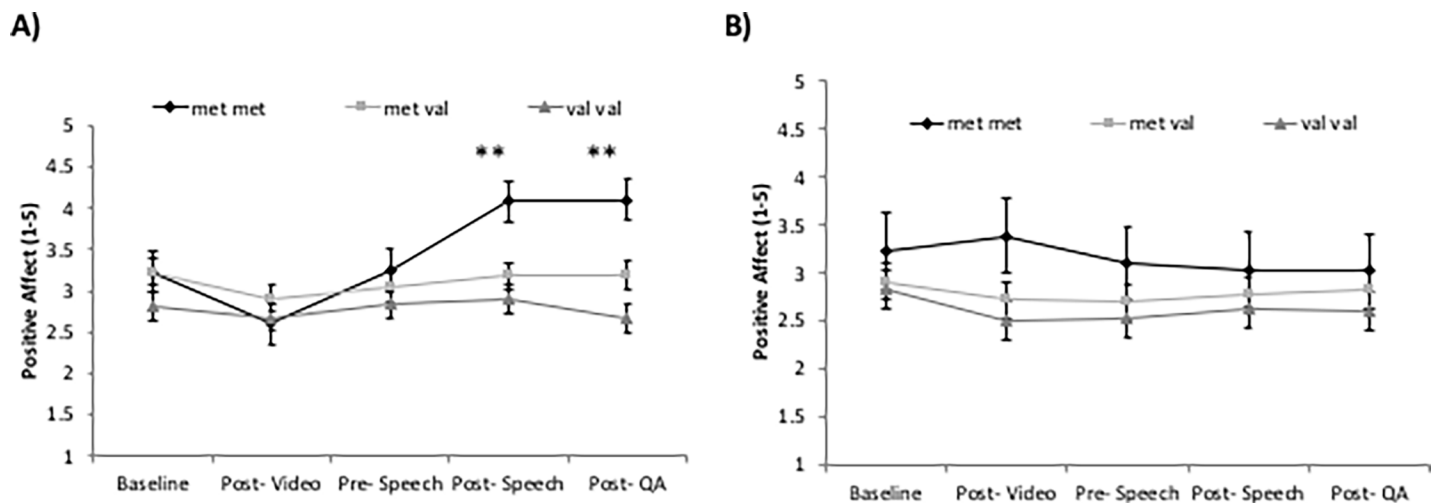 A)
met met met val val val
Positive Affect (1-5)
5
4.5
4
3.5
3
2.5
2
1.5
1
** **
Baseline Post- Video Pre- Speech Post- Speech Post- QA
B)
met met met val val val
Positive Affect (1-5)
5
4.5
4
3.5
3
2.5
2
1.5
1
Baseline Post- Video Pre- Speech Post- Speech Post- QA